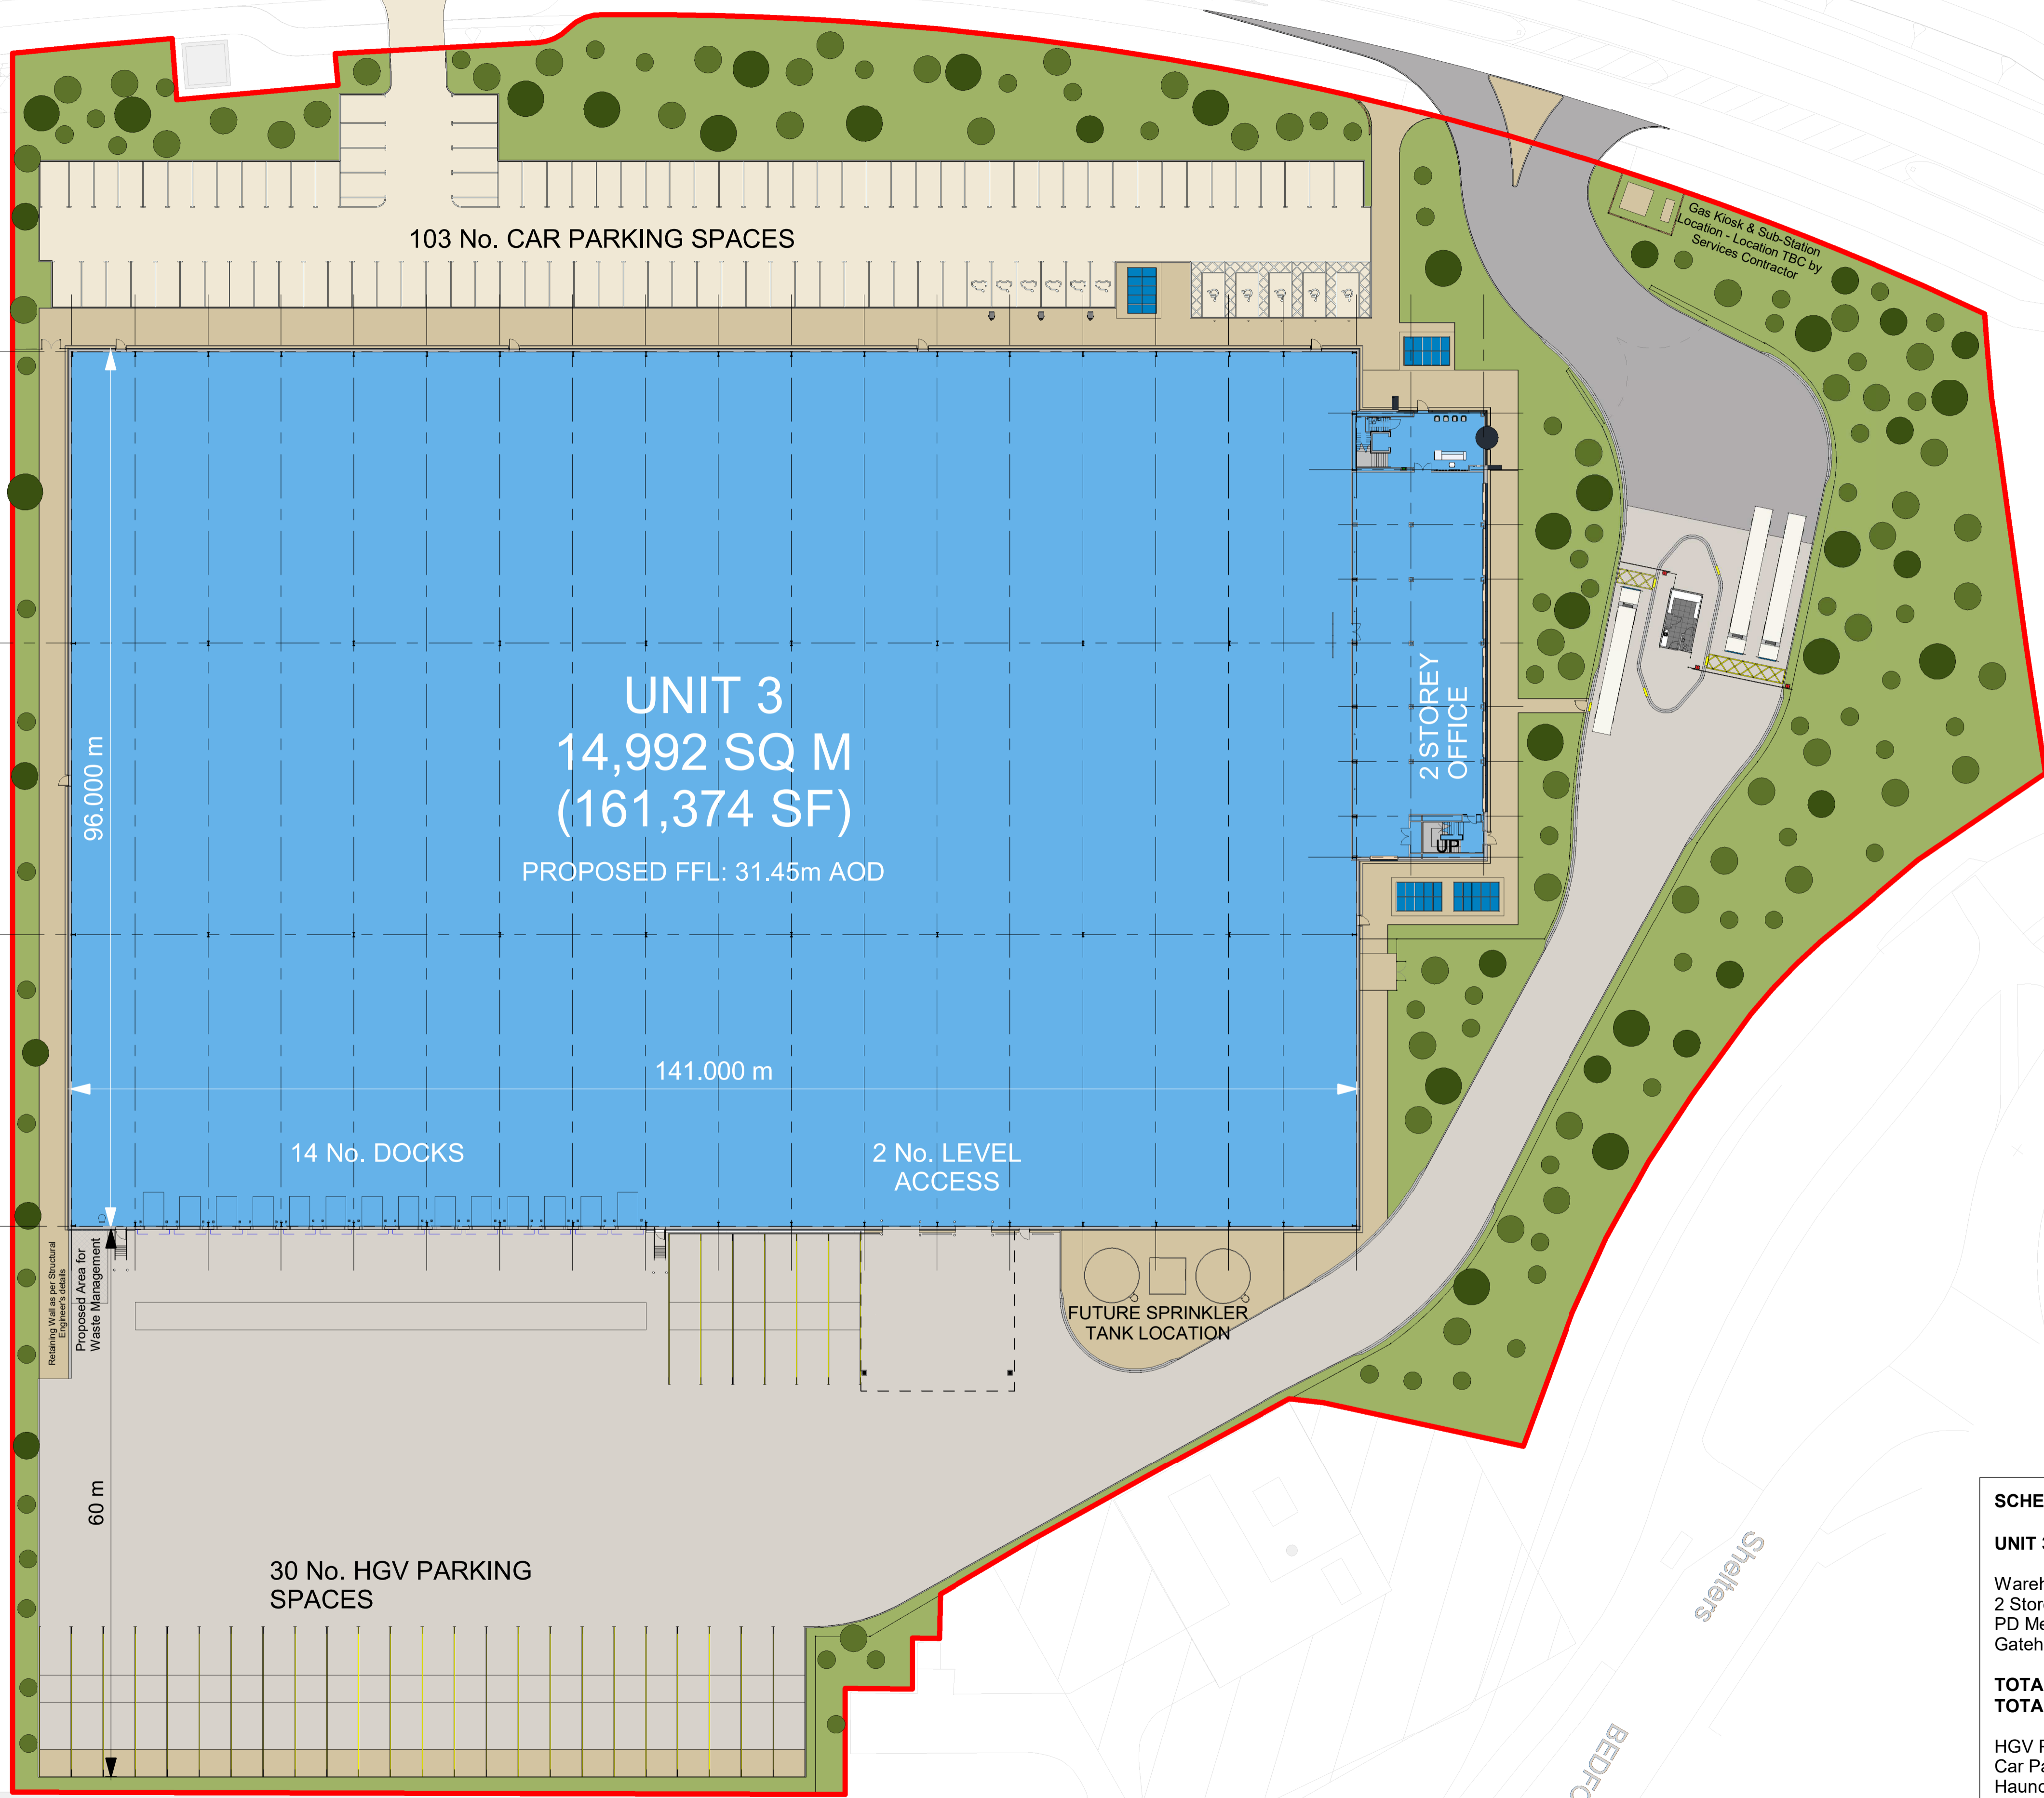 103 No. CAR PARKING SPACES
Gas Kiosk & Sub-Station
Location - Location TBC by
Services Contractor
UNIT 3
14,992 SQ M
(161,374 SF)
PROPOSED FFL: 31.45m AOD
2 STOREY
OFFICE
UP
96.000 m
141.000 m
14 No. DOCKS
2 No. LEVEL
ACCESS
Retaining Wall as per Structural
Engineer's details
Proposed Area for
Waste Management
FUTURE SPRINKLER
TANK LOCATION
60 m
30 No. HGV PARKING
SPACES
Shelters
BEDFO
SCHE
UNIT 3
Wareh
2 Store
PD Me
Gateh
TOTA
TOTA
HGV P
Car Pa
Haunc